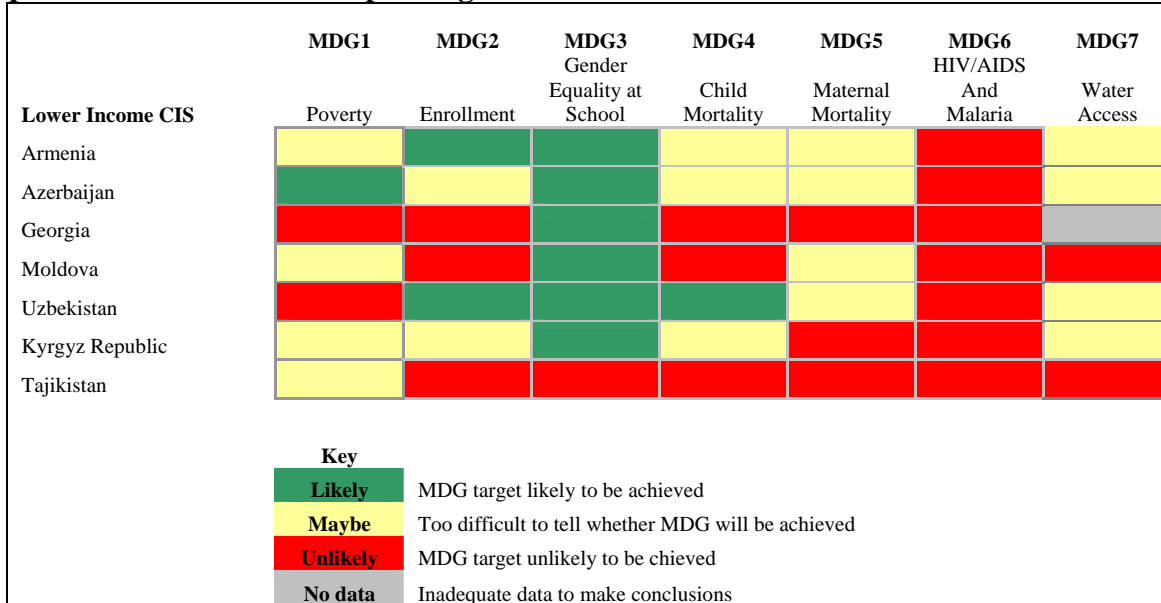 MDG1 MDG2 MDG3 MDG4 MDG5 MDG6 MDG7
Gender HIV/AIDS
Equality at Child Maternal And Water
Lower Income CIS Poverty Enrollment School Mortality Mortality Malaria Access
Armenia
Azerbaijan
Georgia
Moldova
Uzbekistan
Kyrgyz Republic
Tajikistan
Key
Likely MDG target likely to be achieved
Maybe Too difficult to tell whether MDG will be achieved
Unlikely MDG target unlikely to be chieved
No data Inadequate data to make conclusions